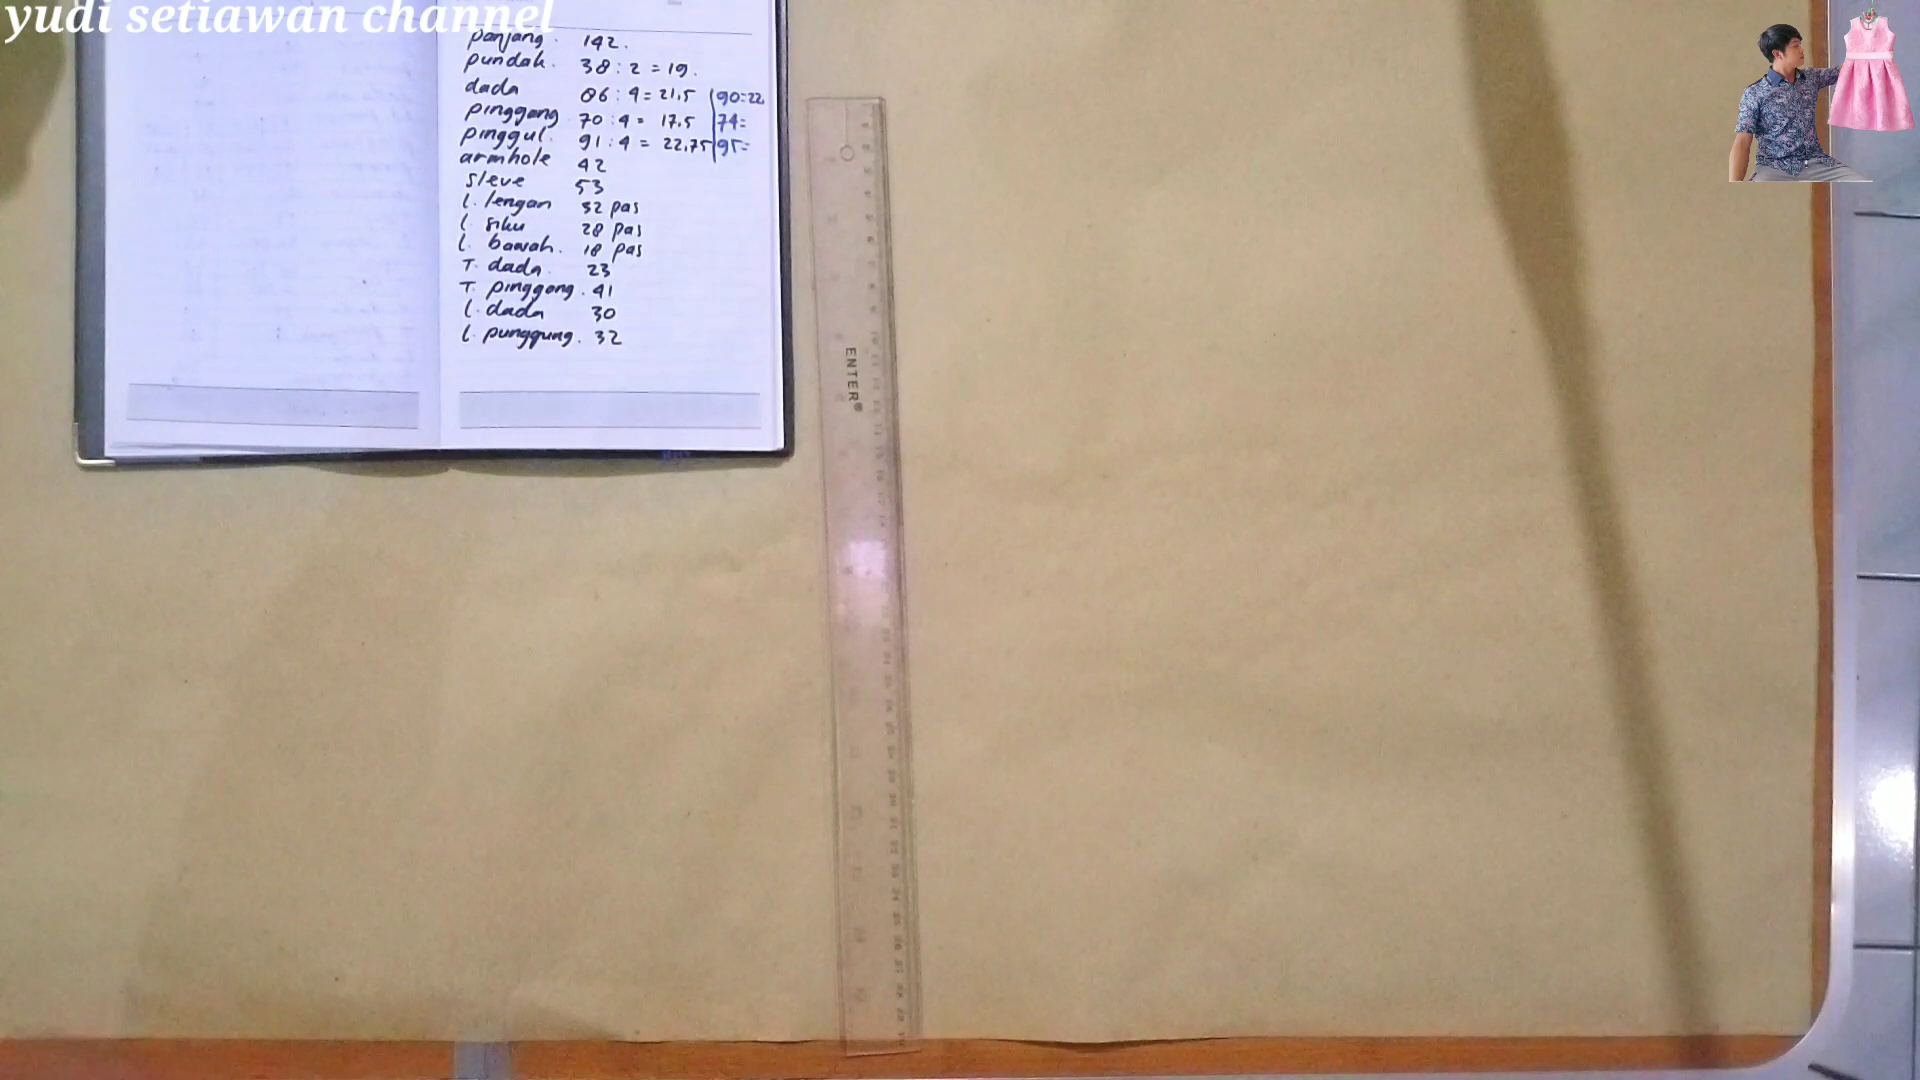 yudi setiawan channel
panjang. 142.
pundak. 38 : 2 = 19.
dada 86 : 4 = 21,5 90=22
pinggang 70 : 4 = 17.5 74=
pinggul. 91 : 4 = 22,75 95=
armhole 42
sleve 53
l. lengan 32 pas
l. siku 28 pas
l. bawah. 18 pas
T. dada. 23
T. pinggang. 41
l. dada 30
l. punggung. 32
ENTER®